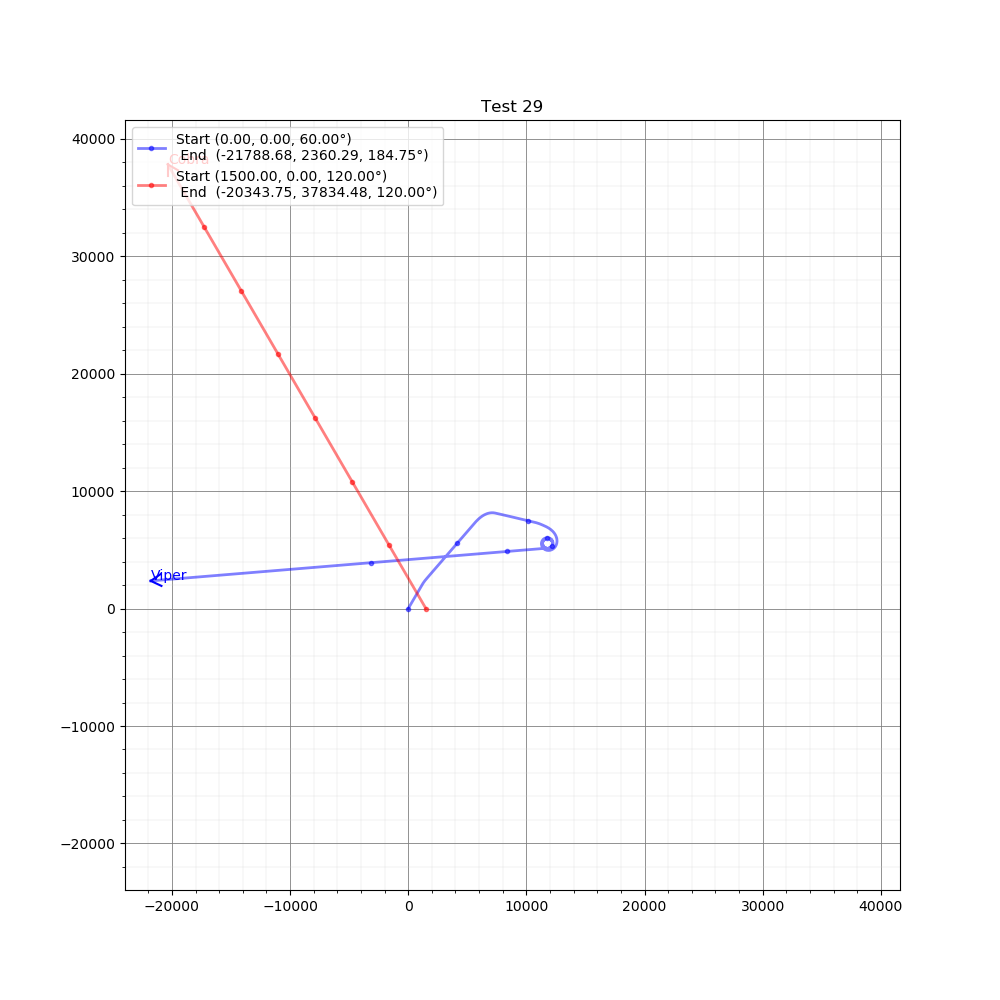 Test 29
Start (0.00, 0.00, 60.00°)
End (-21788.68, 2360.29, 184.75°)
Start (1500.00, 0.00, 120.00°)
End (-20343.75, 37834.48, 120.00°)
Cobra
Viper
40000
30000
20000
10000
0
−10000
−20000
−20000 −10000 0 10000 20000 30000 40000